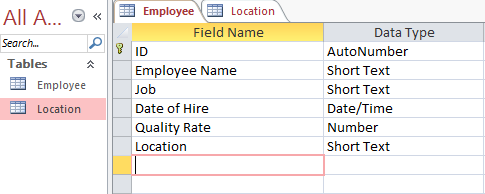 All A...
Search...
Tables
Employee
Location
Employee Location
Field Name Data Type
ID AutoNumber
Employee Name Short Text
Job Short Text
Date of Hire Date/Time
Quality Rate Number
Location Short Text